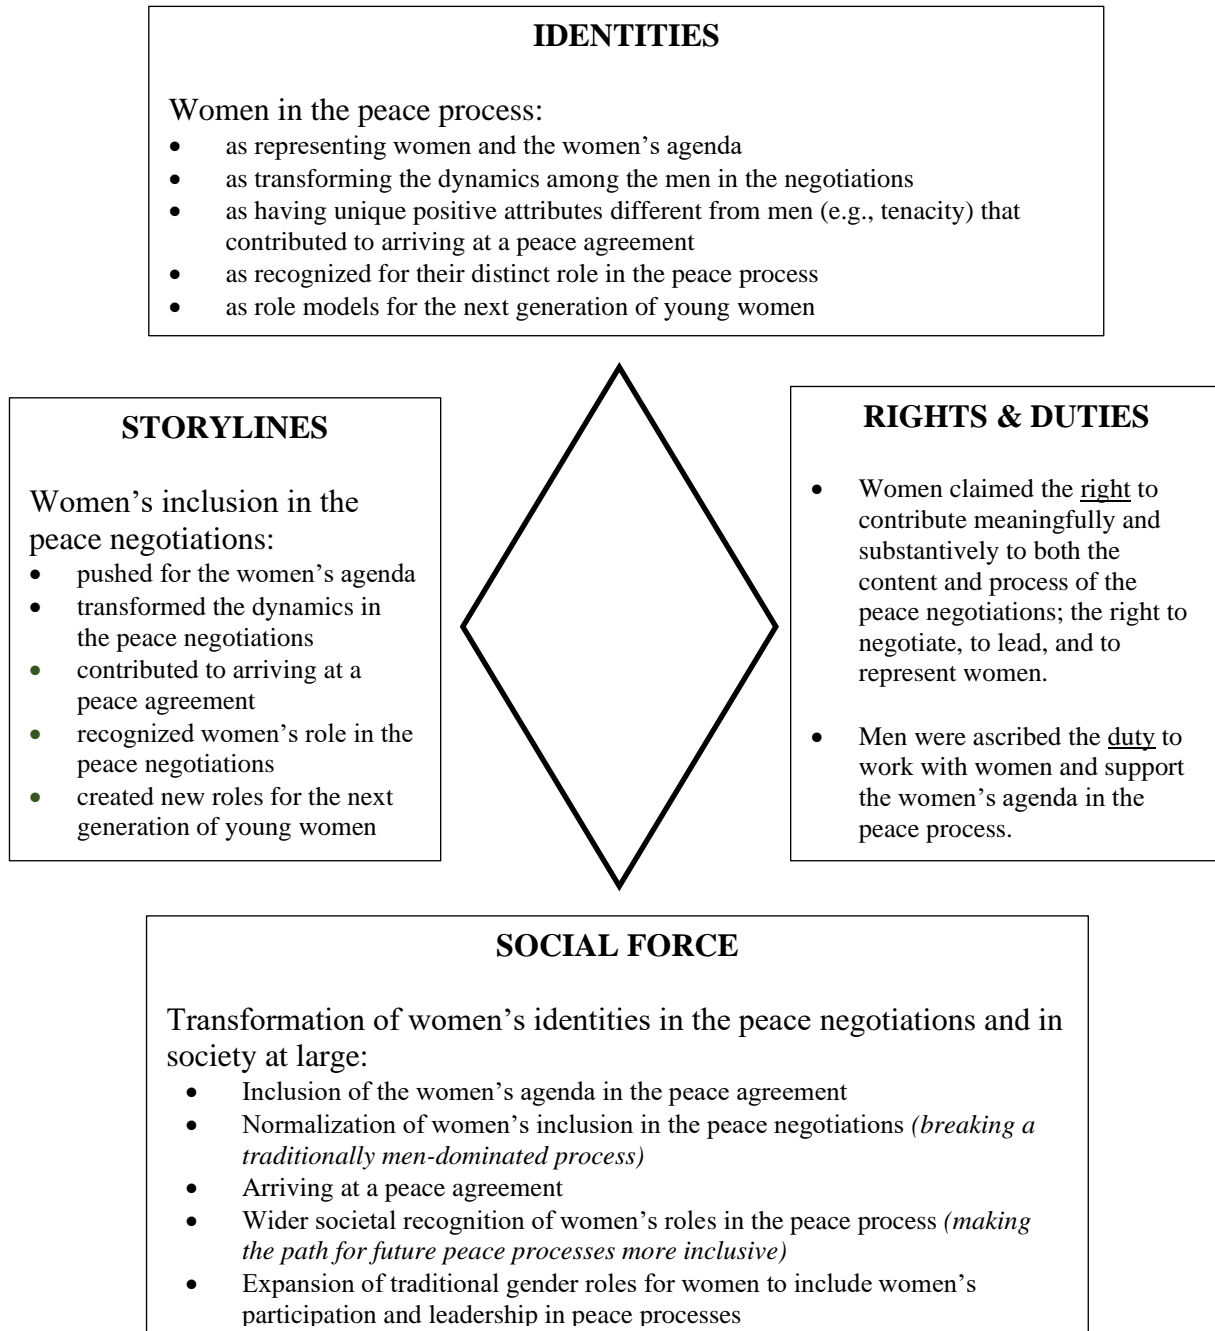 IDENTITIES
Women in the peace process:
• as representing women and the women’s agenda
• as transforming the dynamics among the men in the negotiations
• as having unique positive attributes different from men (e.g., tenacity) that
contributed to arriving at a peace agreement
• as recognized for their distinct role in the peace process
• as role models for the next generation of young women
STORYLINES
Women’s inclusion in the
peace negotiations:
• pushed for the women’s agenda
• transformed the dynamics in
the peace negotiations
• contributed to arriving at a
peace agreement
• recognized women’s role in the
peace negotiations
• created new roles for the next
generation of young women
RIGHTS & DUTIES
• Women claimed the right to
contribute meaningfully and
substantively to both the
content and process of the
peace negotiations; the right to
negotiate, to lead, and to
represent women.
• Men were ascribed the duty to
work with women and support
the women’s agenda in the
peace process.
SOCIAL FORCE
Transformation of women’s identities in the peace negotiations and in
society at large:
• Inclusion of the women’s agenda in the peace agreement
• Normalization of women’s inclusion in the peace negotiations (breaking a
traditionally men-dominated process)
• Arriving at a peace agreement
• Wider societal recognition of women’s roles in the peace process (making
the path for future peace processes more inclusive)
• Expansion of traditional gender roles for women to include women’s
participation and leadership in peace processes